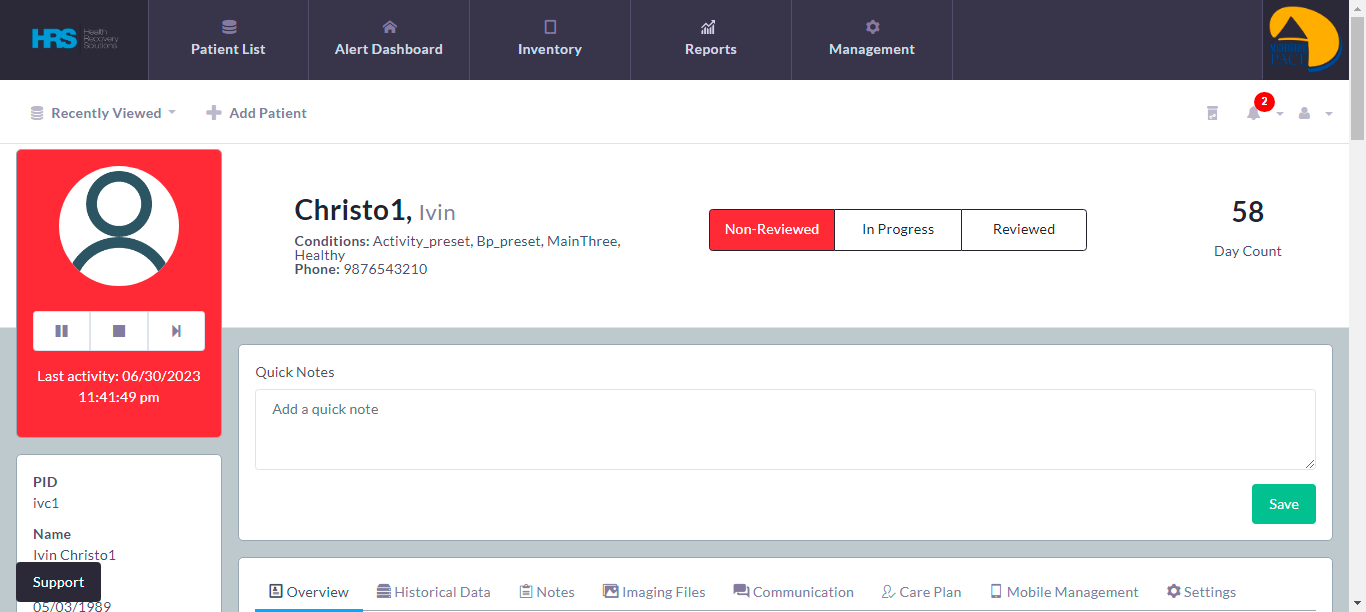 HRS Health Recovery Solutions
Patient List
Alert Dashboard
Inventory
Reports
Management
Recently Viewed
Add Patient
2
Christo1, Ivin
Conditions: Activity_preset, Bp_preset, MainThree,
Healthy
Phone: 9876543210
Non-Reviewed
In Progress
Reviewed
58
Day Count
Last activity: 06/30/2023
11:41:49 pm
Quick Notes
Add a quick note
Save
PID
ivc1
Name
Ivin Christo1
Support
05/03/1989
Overview
Historical Data
Notes
Imaging Files
Communication
Care Plan
Mobile Management
Settings